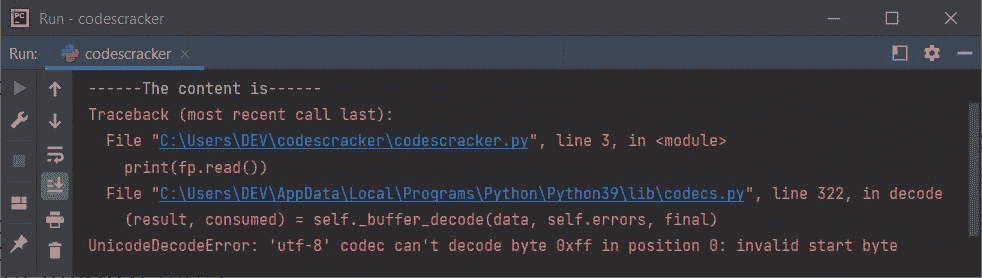 PC
Run - codescracker
Run:
codescracker
------The content is------
Traceback (most recent call last):
File "C:\Users\DEV\codescracker\codescracker.py", line 3, in <module>
print(fp.read())
File "C:\Users\DEV\AppData\Local\Programs\Python\Python39\lib\codecs.py", line 322, in decode
(result, consumed) = self._buffer_decode(data, self.errors, final)
UnicodeDecodeError: 'utf-8' codec can't decode byte 0xff in position 0: invalid start byte